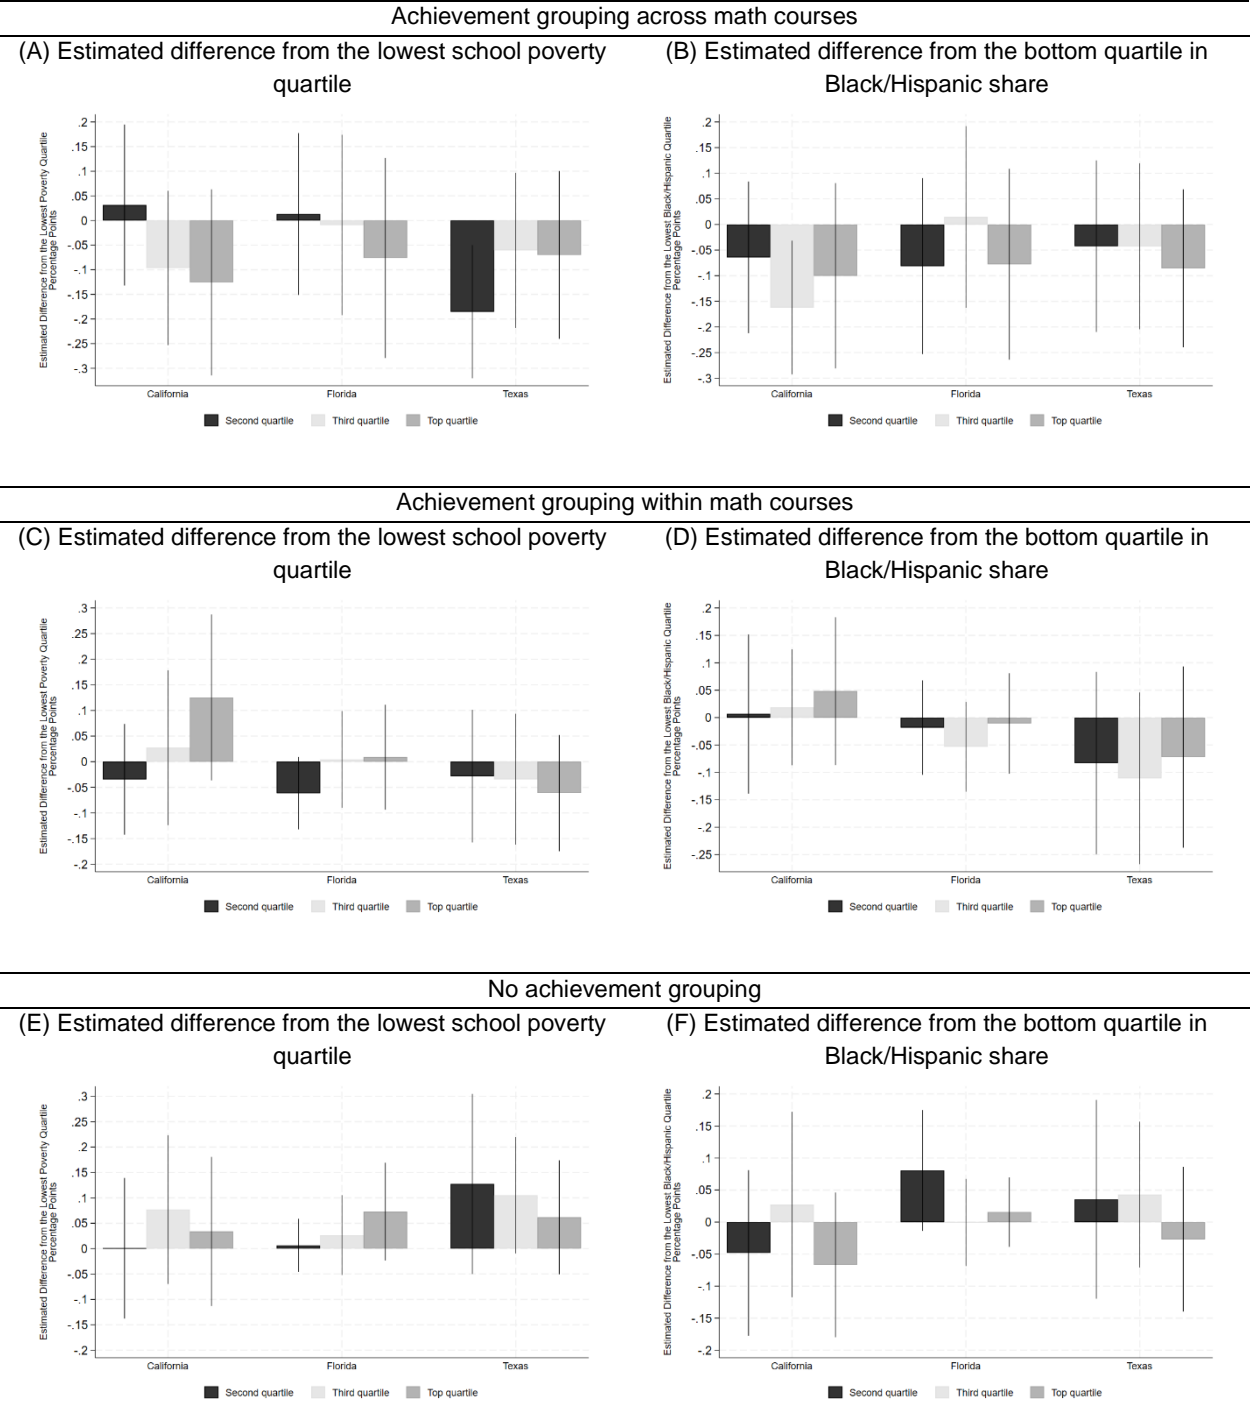 Achievement grouping across math courses
(A) Estimated difference from the lowest school poverty
quartile
Estimated Difference from the Lowest Poverty Quartile
Percentage Points
.2
.15
.1
.05
0
-.05
-.1
-.15
-.2
-.25
-.3
California
Florida
Texas
Second quartile
Third quartile
Top quartile
(B) Estimated difference from the bottom quartile in
Black/Hispanic share
Estimated Difference from the Lowest Black/Hispanic Quartile
Percentage Points
.2
.15
.1
.05
0
-.05
-.1
-.15
-.2
-.25
-.3
California
Florida
Texas
Second quartile
Third quartile
Top quartile
Achievement grouping within math courses
(C) Estimated difference from the lowest school poverty
quartile
Estimated Difference from the Lowest Poverty Quartile
Percentage Points
.3
.25
.2
.15
.1
.05
0
-.05
-.1
-.15
-.2
California
Florida
Texas
Second quartile
Third quartile
Top quartile
(D) Estimated difference from the bottom quartile in
Black/Hispanic share
Estimated Difference from the Lowest Black/Hispanic Quartile
Percentage Points
.2
.15
.1
.05
0
-.05
-.1
-.15
-.2
-.25
California
Florida
Texas
Second quartile
Third quartile
Top quartile
No achievement grouping
(E) Estimated difference from the lowest school poverty
quartile
Estimated Difference from the Lowest Poverty Quartile
Percentage Points
.3
.25
.2
.15
.1
.05
0
-.05
-.1
-.15
-.2
California
Florida
Texas
Second quartile
Third quartile
Top quartile
(F) Estimated difference from the bottom quartile in
Black/Hispanic share
Estimated Difference from the Lowest Black/Hispanic Quartile
Percentage Points
.2
.15
.1
.05
0
-.05
-.1
-.15
-.2
California
Florida
Texas
Second quartile
Third quartile
Top quartile